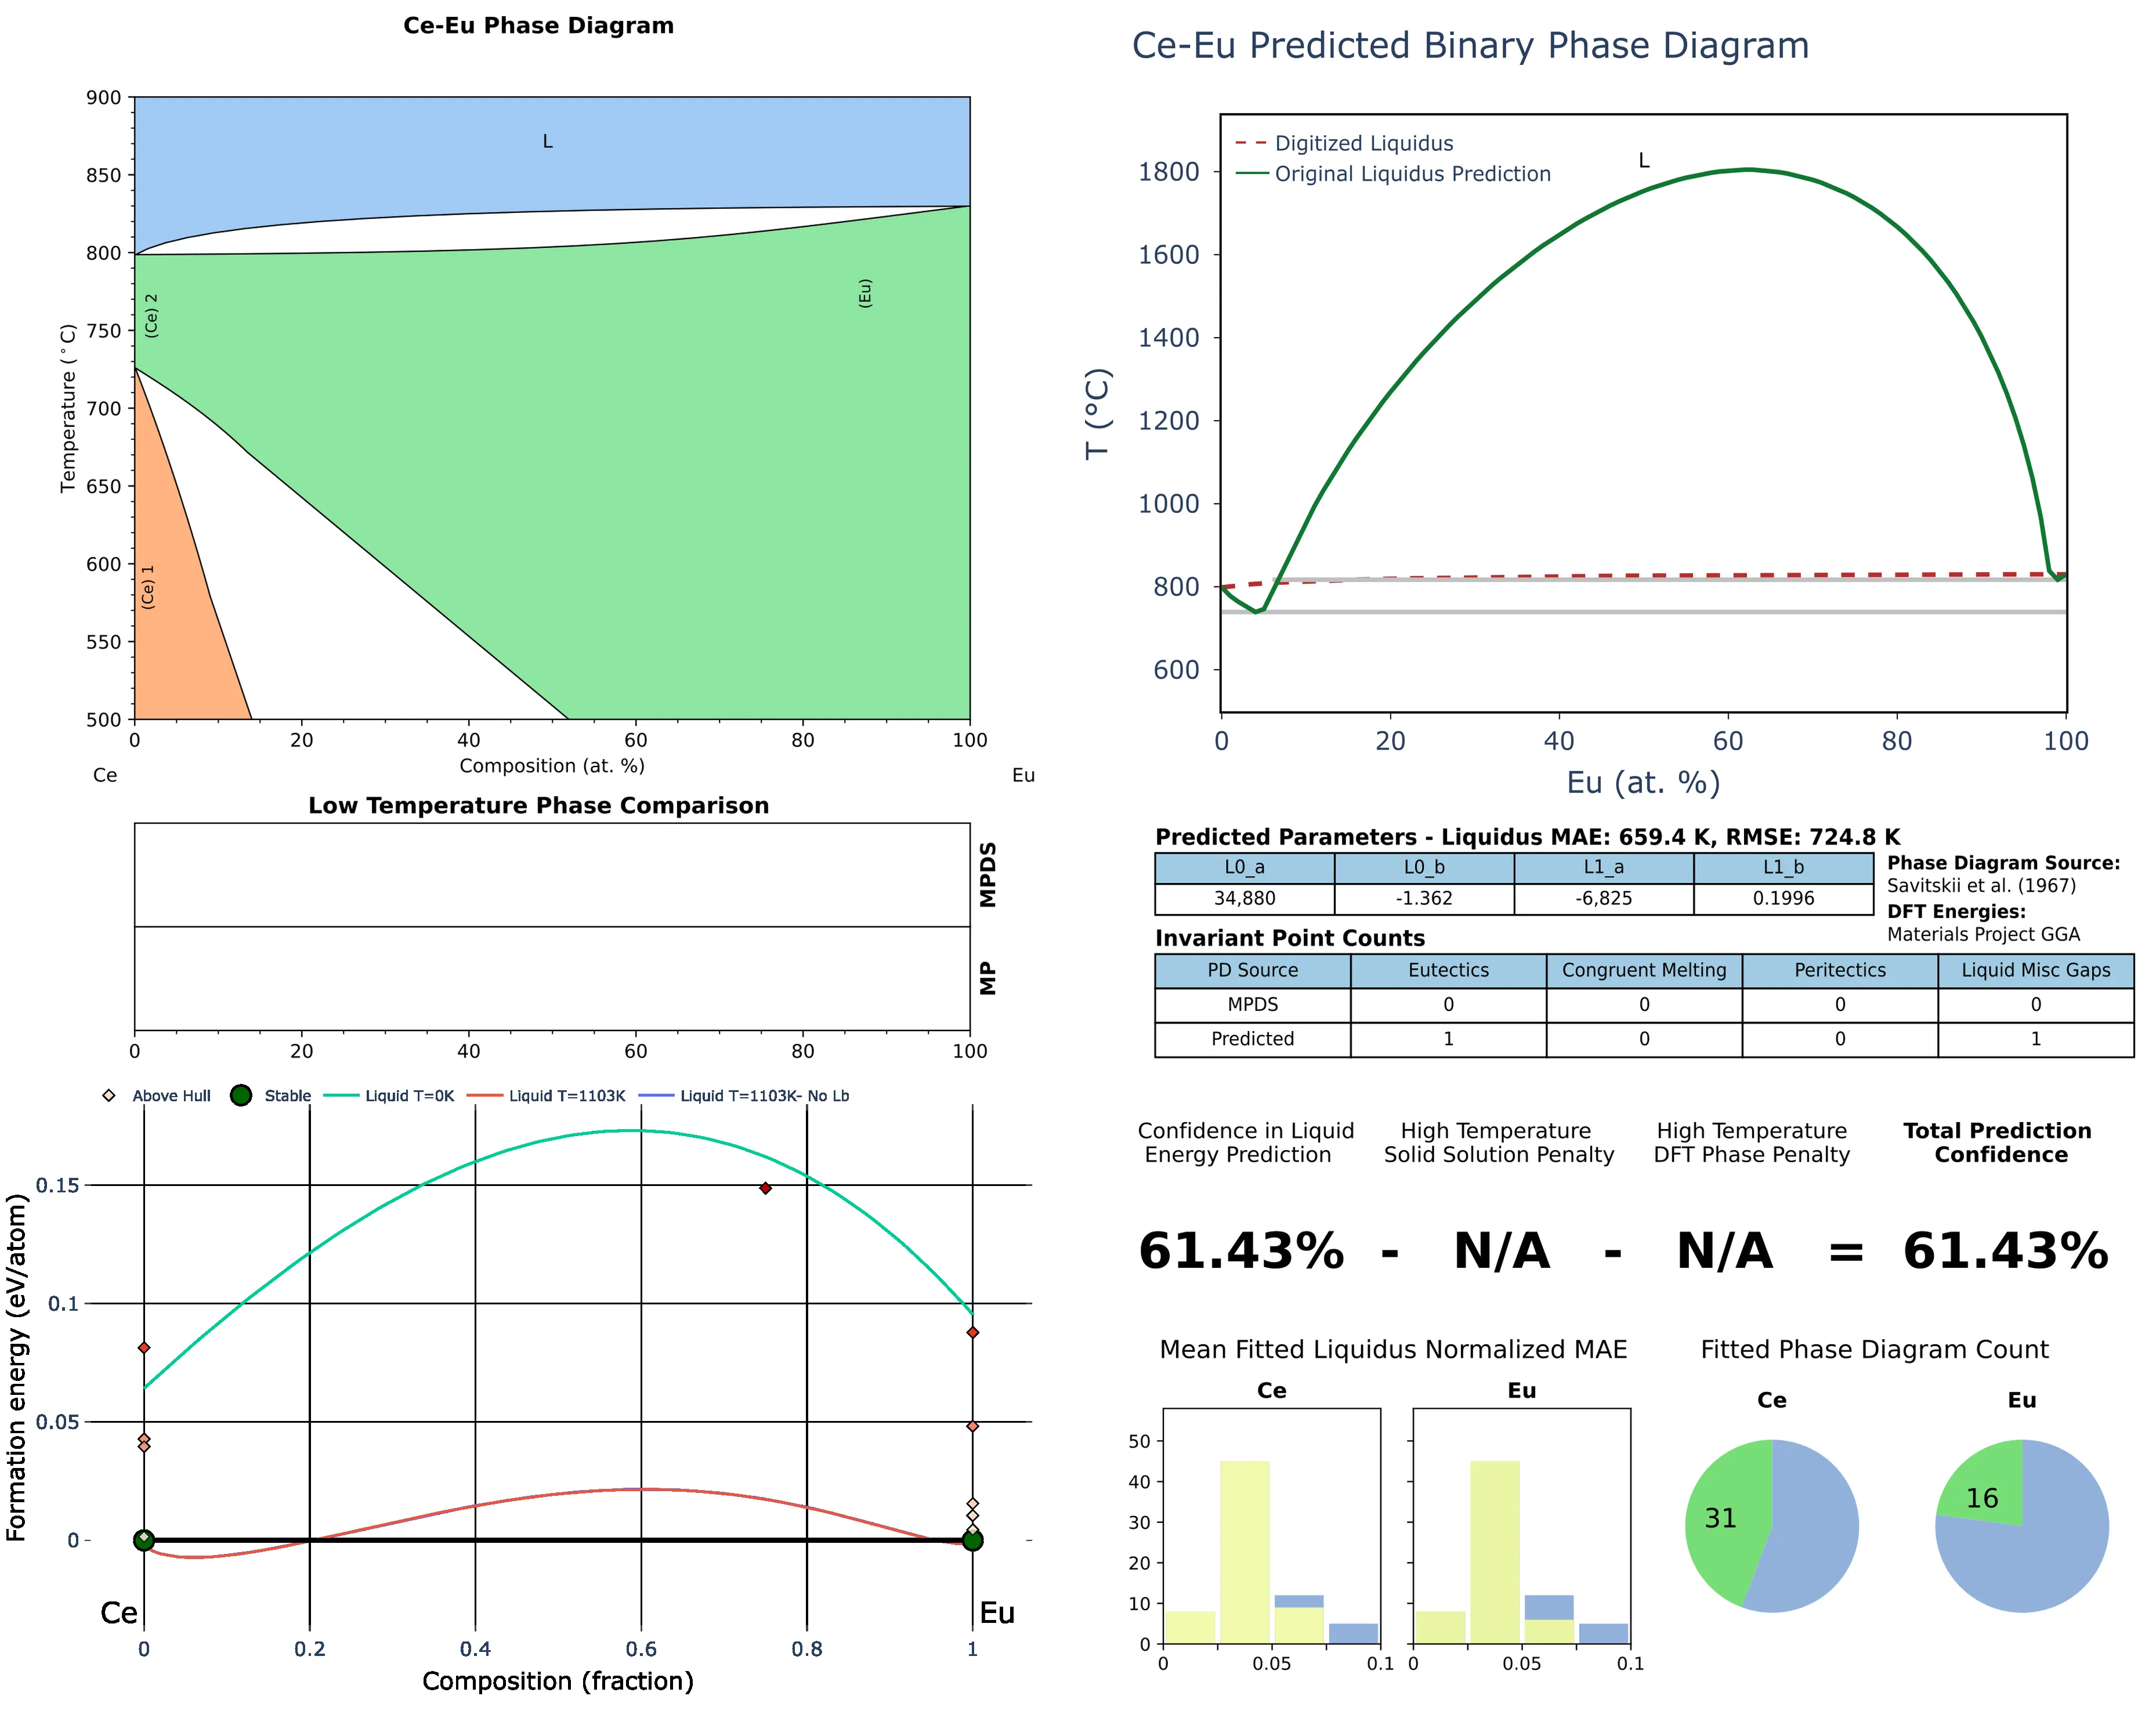 Ce-Eu Phase Diagram
900
850
800
750
700
650
600
550
500
Temperature (°C)
L
(Ce) 2
(Eu)
(Ce) 1
0 20 40 60 80 100
Composition (at. %)
Ce Eu
Low Temperature Phase Comparison
MPDS
MP
0 20 40 60 80 100
Above Hull Stable Liquid T=0K Liquid T=1103K Liquid T=1103K- No Lb
0.15
0.1
0.05
0
Formation energy (eV/atom)
Ce Eu
0 0.2 0.4 0.6 0.8 1
Composition (fraction)
Ce-Eu Predicted Binary Phase Diagram
Digitized Liquidus
Original Liquidus Prediction
L
1800
1600
1400
1200
1000
800
600
T (°C)
0 20 40 60 80 100
Eu (at. %)
Predicted Parameters - Liquidus MAE: 659.4 K, RMSE: 724.8 K
L0_a L0_b L1_a L1_b
34,880 -1.362 -6,825 0.1996
Phase Diagram Source:
Savitskii et al. (1967)
DFT Energies:
Materials Project GGA
Invariant Point Counts
PD Source Eutectics Congruent Melting Peritectics Liquid Misc Gaps
MPDS 0 0 0 0
Predicted 1 0 0 1
Confidence in Liquid
Energy Prediction
High Temperature
Solid Solution Penalty
High Temperature
DFT Phase Penalty
Total Prediction
Confidence
61.43% - N/A - N/A = 61.43%
Mean Fitted Liquidus Normalized MAE
Ce Eu
50
40
30
20
10
0
0 0.05 0.1 0 0.05 0.1
Fitted Phase Diagram Count
Ce Eu
31 16